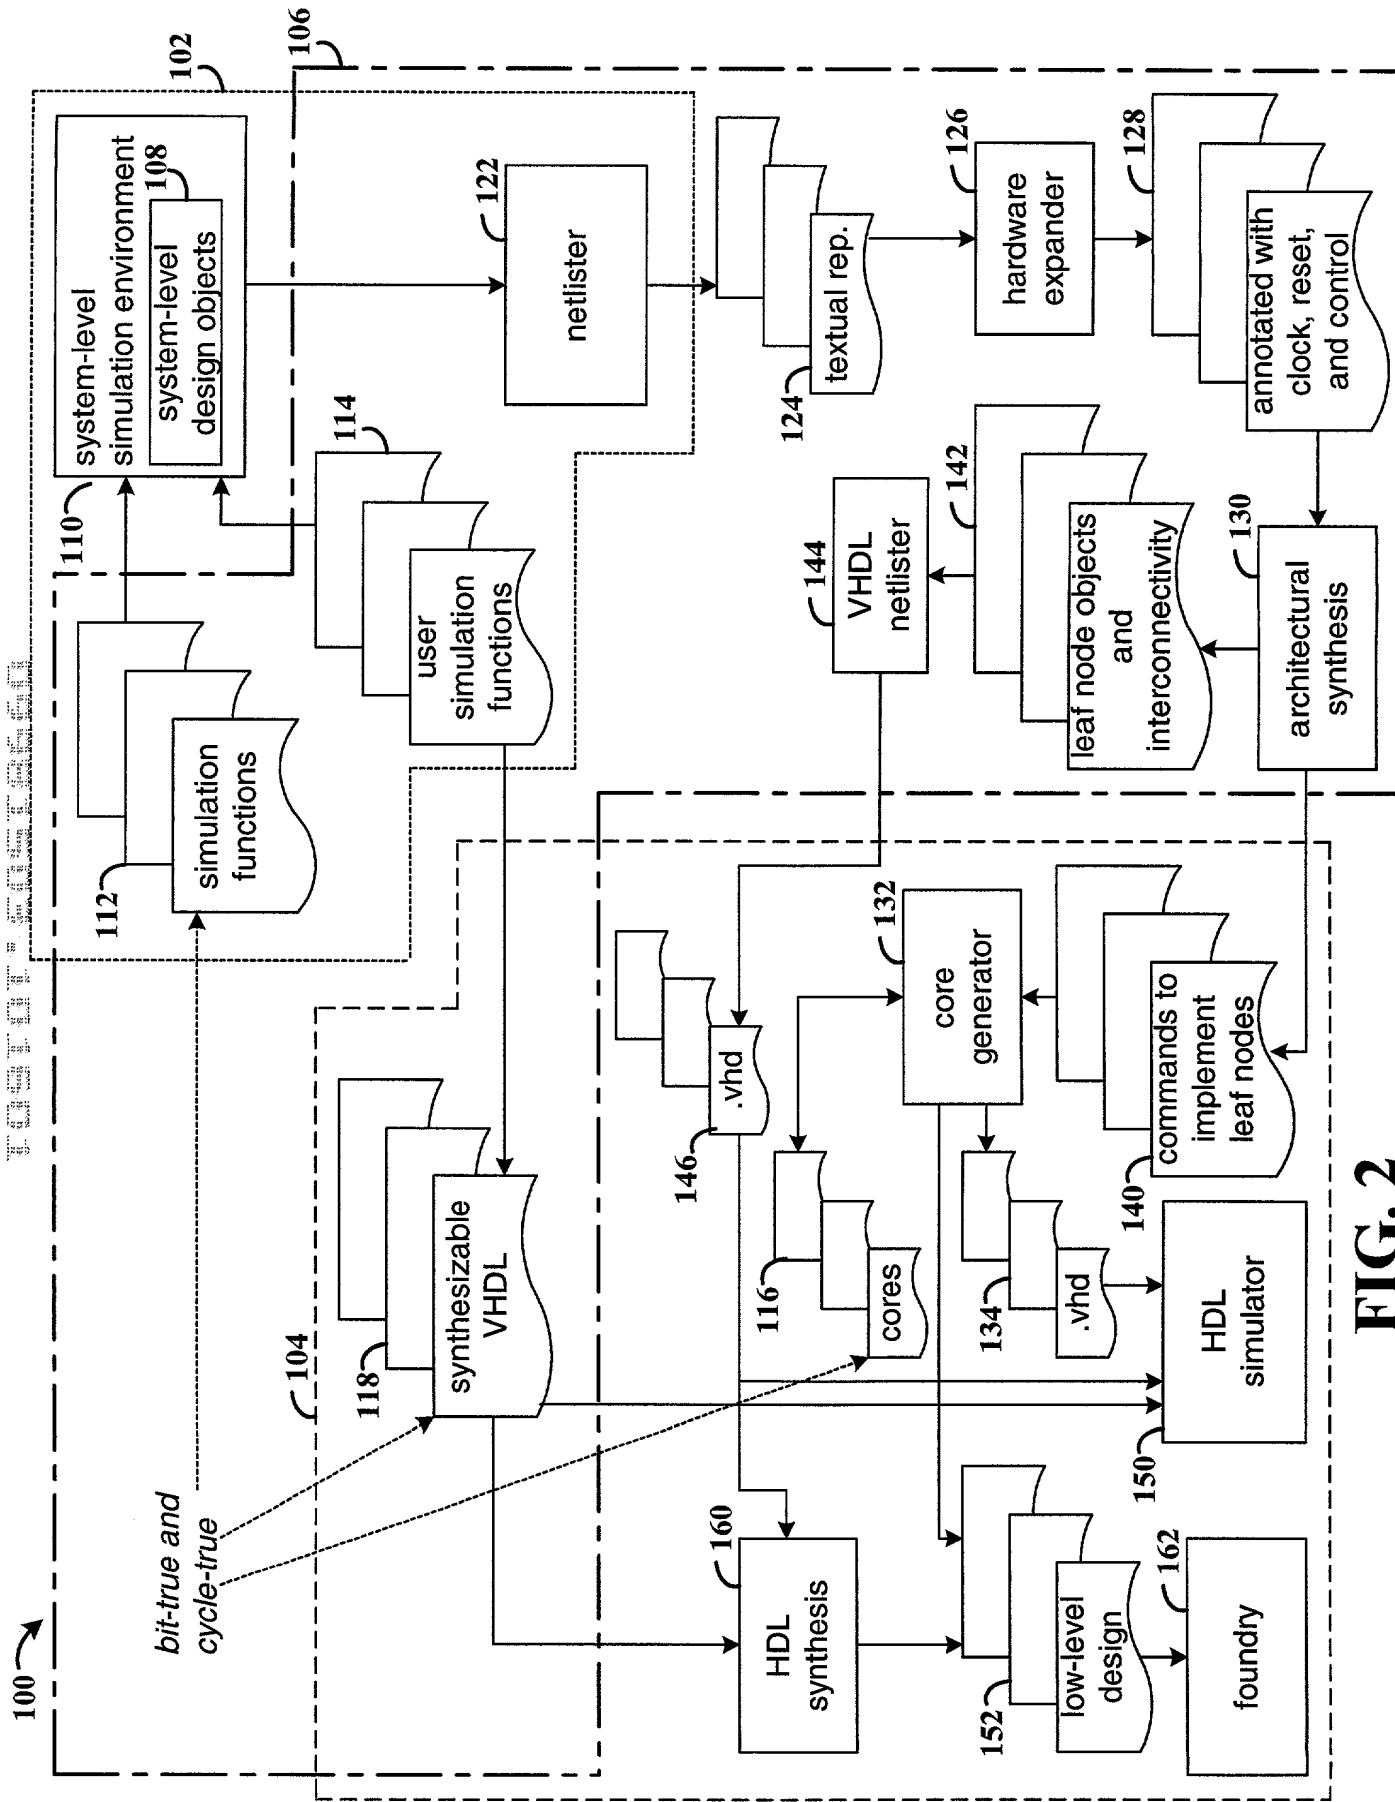 100
bit-true and
cycle-true
104
118
synthesizable
VHDL
112
simulation
functions
110
system-level
simulation environment
108
system-level
design objects
102
106
114
user
simulation
functions
122
netlister
124
textual rep.
126
hardware
expander
128
annotated with
clock, reset,
and control
130
architectural
synthesis
142
leaf node objects
and
interconnectivity
144
VHDL
netlister
146
.vhd
132
core
generator
116
cores
134
.vhd
140
commands to
implement
leaf nodes
150
HDL
simulator
160
HDL
synthesis
152
low-level
design
162
foundry
FIG. 2